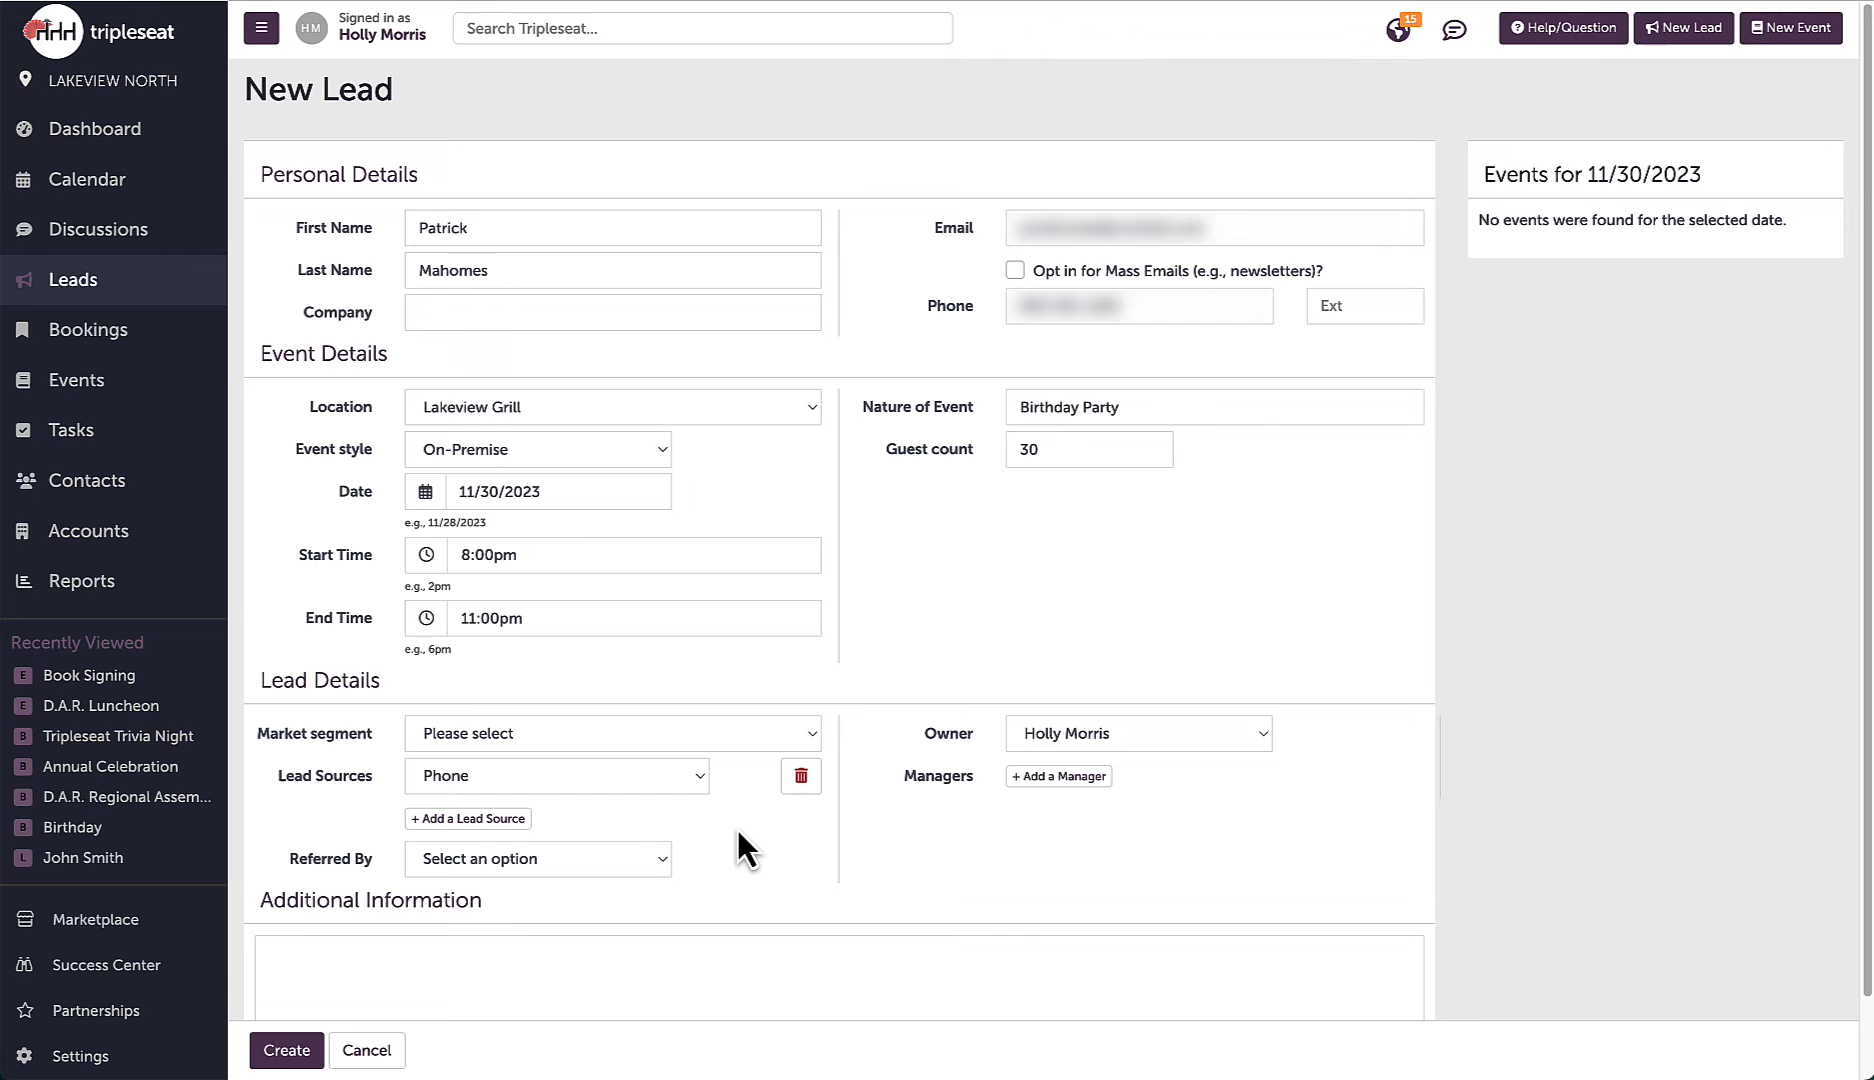 HHH tripleseat
LAKEVIEW NORTH
Dashboard
Calendar
Discussions
Leads
Bookings
Events
Tasks
Contacts
Accounts
Reports
Recently Viewed
E Book Signing
E D.A.R. Luncheon
B Tripleseat Trivia Night
B Annual Celebration
B D.A.R. Regional Assem...
B Birthday
L John Smith
Marketplace
Success Center
Partnerships
Settings
HM
Signed in as
Holly Morris
Search Tripleseat...
15
Help/Question
New Lead
New Event
New Lead
Personal Details
First Name Patrick
Last Name Mahomes
Company
Email
Opt in for Mass Emails (e.g., newsletters)?
Phone Ext
Event Details
Location Lakeview Grill
Event style On-Premise
Date 11/30/2023
e.g., 11/28/2023
Start Time 8:00pm
e.g., 2pm
End Time 11:00pm
e.g., 6pm
Nature of Event Birthday Party
Guest count 30
Lead Details
Market segment Please select
Lead Sources Phone
+ Add a Lead Source
Referred By Select an option
Owner Holly Morris
Managers + Add a Manager
Additional Information
Create Cancel
Events for 11/30/2023
No events were found for the selected date.